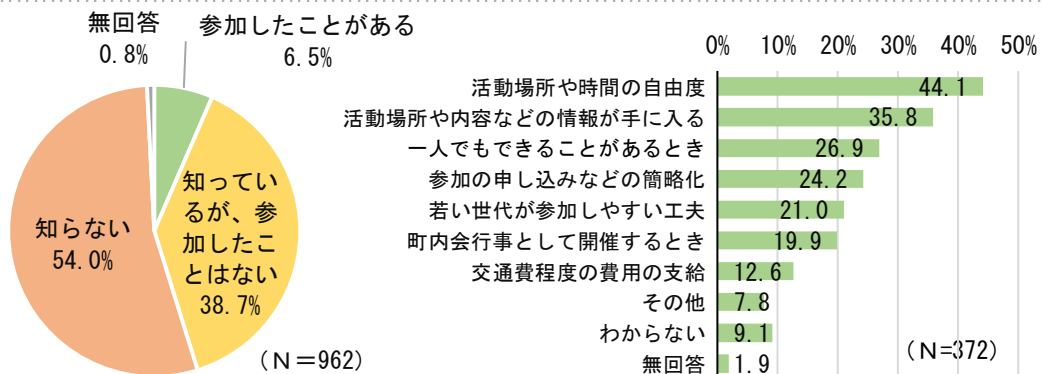 無回答
0.8%
参加したことがある
6.5%
知ってい
るが、参
加したこ
とはない
38.7%
知らない
54.0%
(N=962)
0% 10% 20% 30% 40% 50%
活動場所や時間の自由度 44.1
活動場所や内容などの情報が手に入る 35.8
一人でもできることがあるとき 26.9
参加の申し込みなどの簡略化 24.2
若い世代が参加しやすい工夫 21.0
町内会行事として開催するとき 19.9
交通費程度の費用の支給 12.6
その他 7.8
わからない 9.1
無回答 1.9
(N=372)